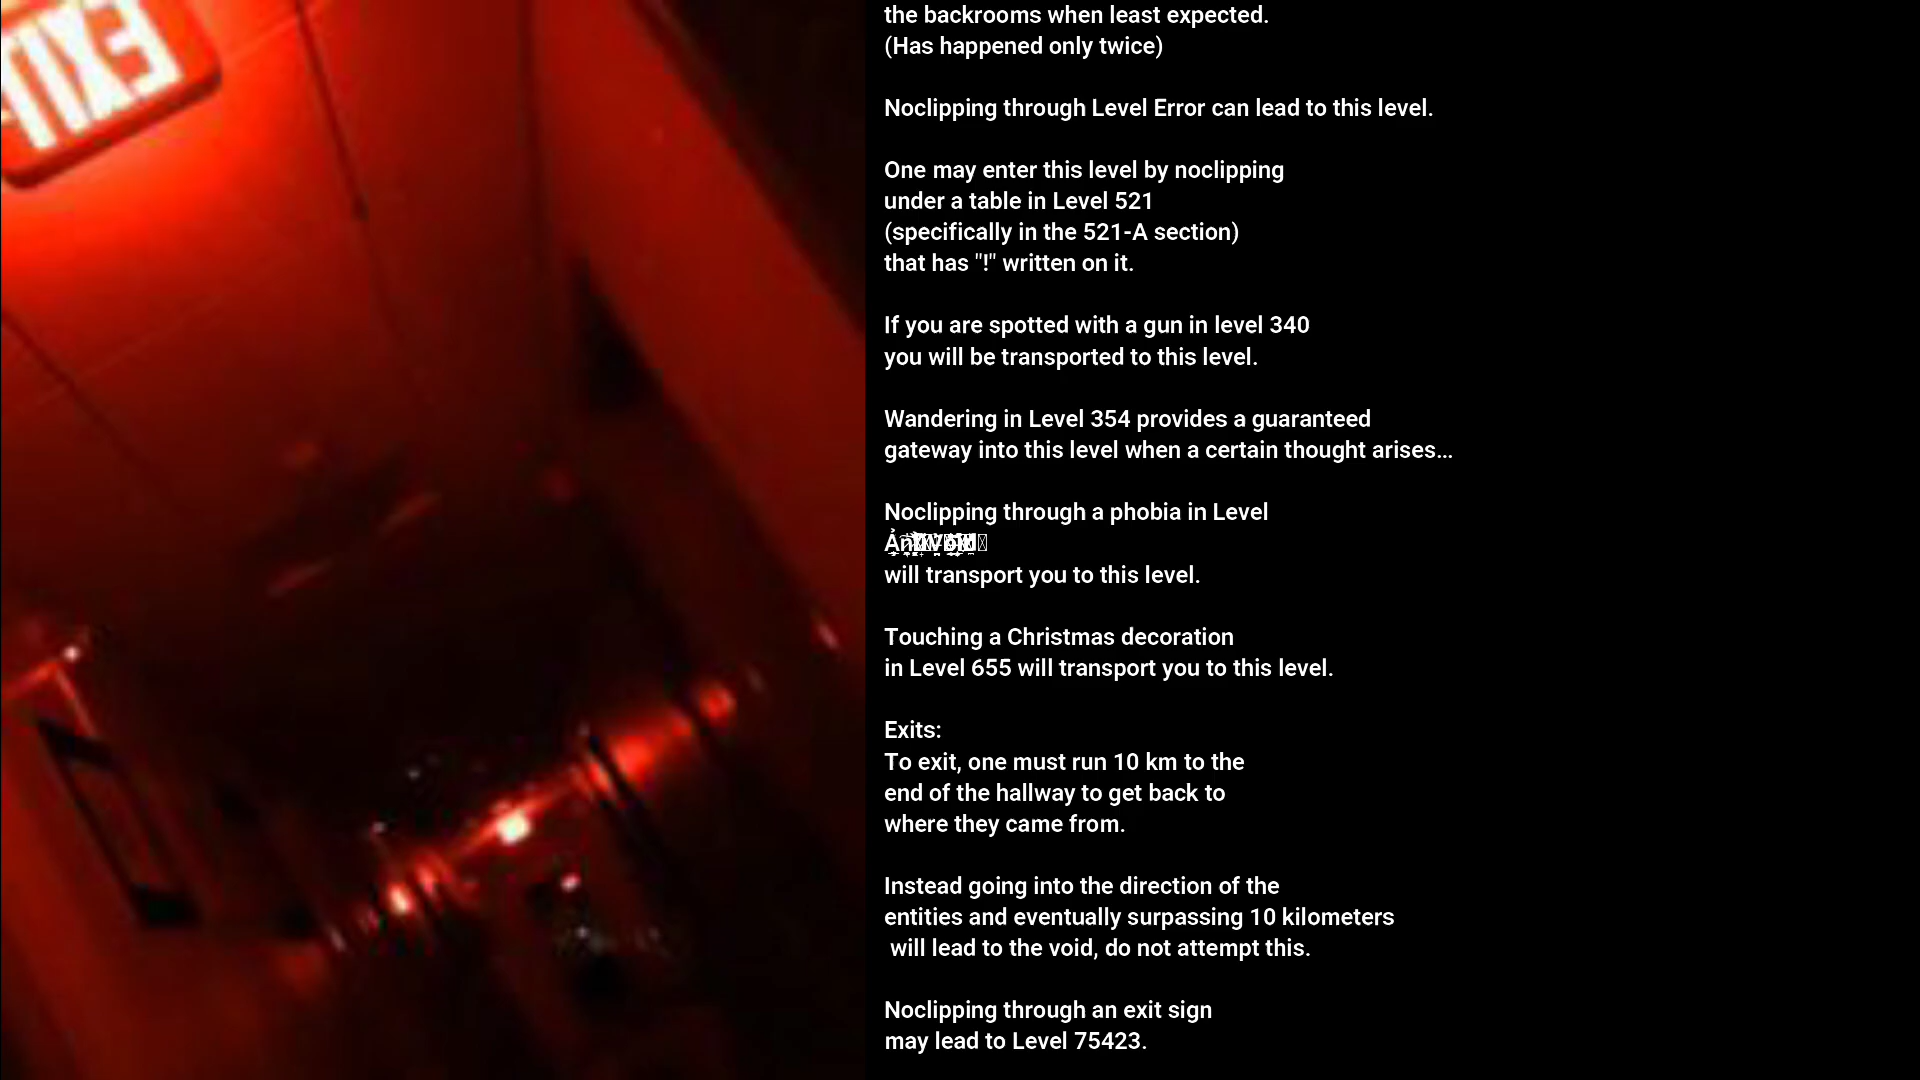 EXIT
the backrooms when least expected.
(Has happened only twice)
Noclipping through Level Error can lead to this level.
One may enter this level by noclipping
under a table in Level 521
(specifically in the 521-A section)
that has "!" written on it.
If you are spotted with a gun in level 340
you will be transported to this level.
Wandering in Level 354 provides a guaranteed
gateway into this level when a certain thought arises...
Noclipping through a phobia in Level
will transport you to this level.
Touching a Christmas decoration
in Level 655 will transport you to this level.
Exits:
To exit, one must run 10 km to the
end of the hallway to get back to
where they came from.
Instead going into the direction of the
entities and eventually surpassing 10 kilometers
will lead to the void, do not attempt this.
Noclipping through an exit sign
may lead to Level 75423.